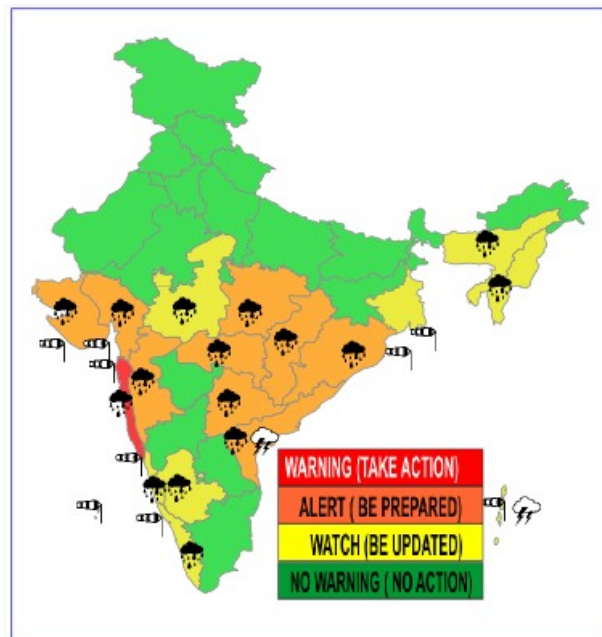 WARNING (TAKE ACTION)
ALERT ( BE PREPARED)
WATCH (BE UPDATED)
NO WARNING ( NO ACTION)